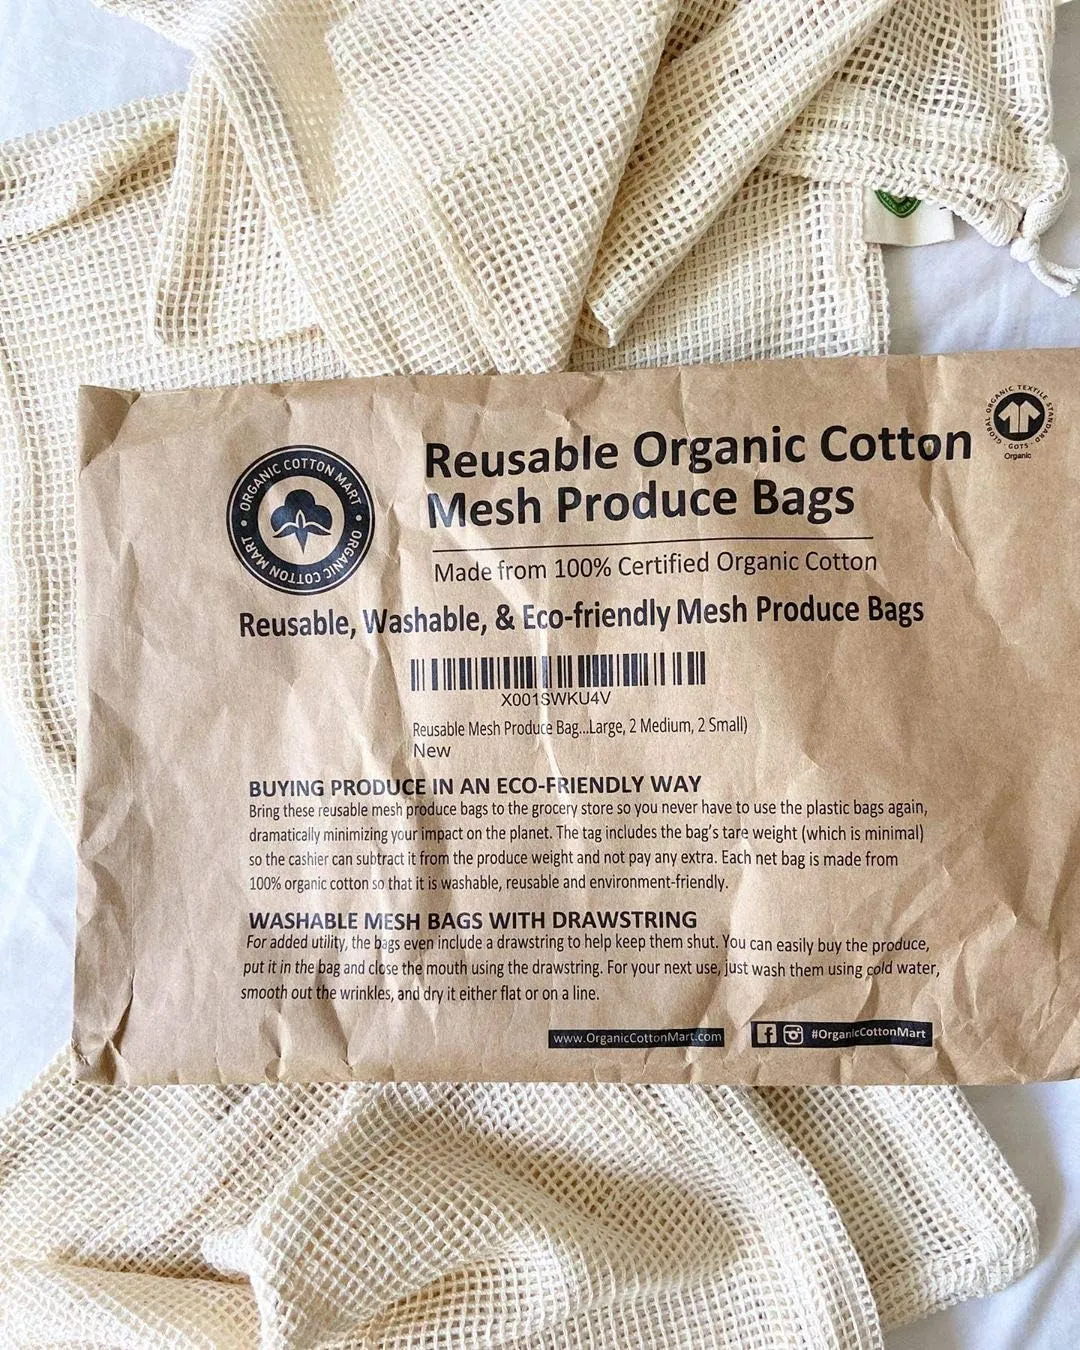 ORGANIC COTTON MART • ORGANIC COTTON MART •
Reusable Organic Cotton
Mesh Produce Bags
GLOBAL ORGANIC TEXTILE STANDARD · GOTS ·
Organic
Made from 100% Certified Organic Cotton
Reusable, Washable, & Eco-friendly Mesh Produce Bags
X001SWKU4V
Reusable Mesh Produce Bag...Large, 2 Medium, 2 Small)
New
BUYING PRODUCE IN AN ECO-FRIENDLY WAY
Bring these reusable mesh produce bags to the grocery store so you never have to use the plastic bags again,
dramatically minimizing your impact on the planet. The tag includes the bag's tare weight (which is minimal)
so the cashier can subtract it from the produce weight and not pay any extra. Each net bag is made from
100% organic cotton so that it is washable, reusable and environment-friendly.
WASHABLE MESH BAGS WITH DRAWSTRING
For added utility, the bags even include a drawstring to help keep them shut. You can easily buy the produce,
put it in the bag and close the mouth using the drawstring. For your next use, just wash them using cold water,
smooth out the wrinkles, and dry it either flat or on a line.
www.OrganicCottonMart.com
#OrganicCottonMart